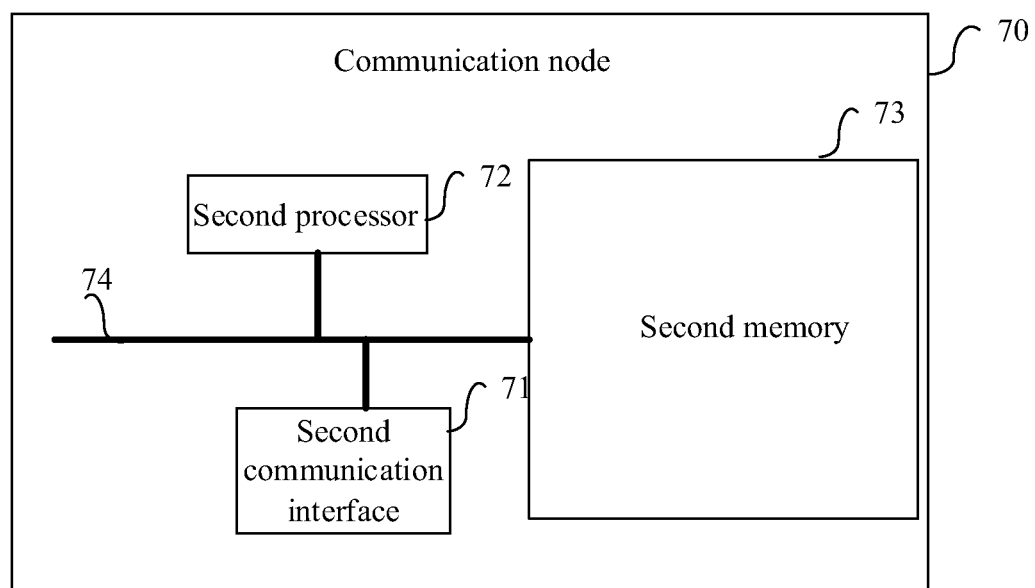 70
Communication node
73
72
Second processor
74
Second memory
71
Second
communication
interface